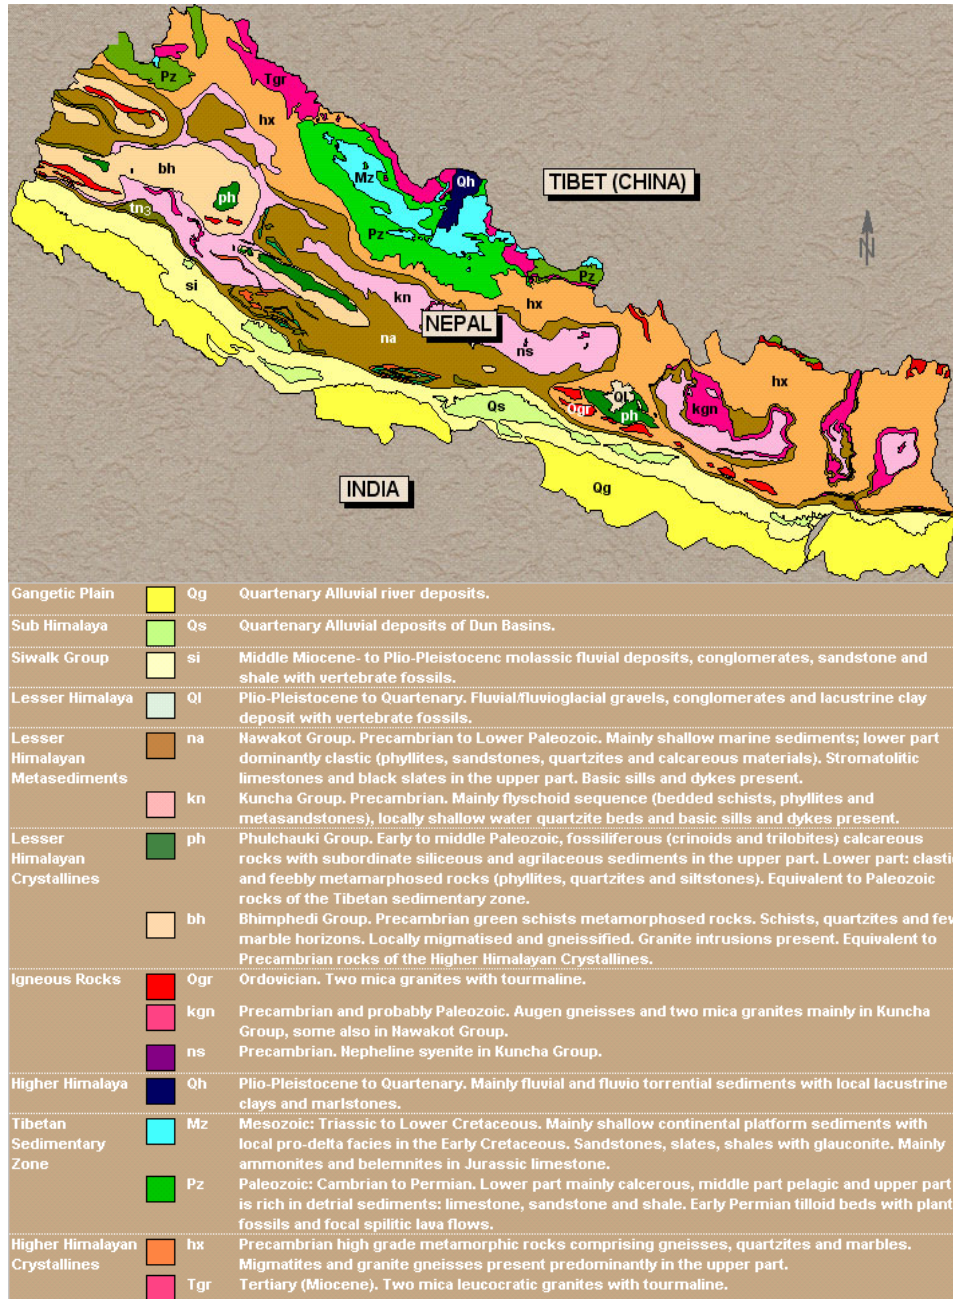 Pz
Tgr
hx
bh
Mz
Qh
TIBET (CHINA)
ph
tn3
Pz
N
Pz
si
kn
hx
NEPAL
na
ns
hx
Ql
Qs
Ogr
ph
kgn
INDIA
Qg
Gangetic Plain Qg Quartenary Alluvial river deposits.
Sub Himalaya Qs Quartenary Alluvial deposits of Dun Basins.
Siwalk Group si Middle Miocene- to Plio-Pleistocenc molassic fluvial deposits, conglomerates, sandstone and
shale with vertebrate fossils.
Lesser Himalaya Ql Plio-Pleistocene to Quartenary. Fluvial/fluvioglacial gravels, conglomerates and lacustrine clay
deposit with vertebrate fossils.
Lesser na Nawakot Group. Precambrian to Lower Paleozoic. Mainly shallow marine sediments; lower part
Himalayan dominantly clastic (phyllites, sandstones, quartzites and calcareous materials). Stromatolitic
Metasediments limestones and black slates in the upper part. Basic sills and dykes present.
kn Kuncha Group. Precambrian. Mainly flyschoid sequence (bedded schists, phyllites and
metasandstones), locally shallow water quartzite beds and basic sills and dykes present.
Lesser ph Phulchauki Group. Early to middle Paleozoic, fossiliferous (crinoids and trilobites) calcareous
Himalayan rocks with subordinate siliceous and agrilaceous sediments in the upper part. Lower part: clastic
Crystallines and feebly metamarphosed rocks (phyllites, quartzites and siltstones). Equivalent to Paleozoic
rocks of the Tibetan sedimentary zone.
bh Bhimphedi Group. Precambrian green schists metamorphosed rocks. Schists, quartzites and few
marble horizons. Locally migmatised and gneissified. Granite intrusions present. Equivalent to
Precambrian rocks of the Higher Himalayan Crystallines.
Igneous Rocks Ogr Ordovician. Two mica granites with tourmaline.
kgn Precambrian and probably Paleozoic. Augen gneisses and two mica granites mainly in Kuncha
Group, some also in Nawakot Group.
ns Precambrian. Nepheline syenite in Kuncha Group.
Higher Himalaya Qh Plio-Pleistocene to Quartenary. Mainly fluvial and fluvio torrential sediments with local lacustrine
clays and marlstones.
Tibetan Mz Mesozoic: Triassic to Lower Cretaceous. Mainly shallow continental platform sediments with
Sedimentary local pro-delta facies in the Early Cretaceous. Sandstones, slates, shales with glauconite. Mainly
Zone ammonites and belemnites in Jurassic limestone.
Pz Paleozoic: Cambrian to Permian. Lower part mainly calcerous, middle part pelagic and upper part
is rich in detrial sediments: limestone, sandstone and shale. Early Permian tilloid beds with plant
fossils and focal spilitic lava flows.
Higher Himalayan hx Precambrian high grade metamorphic rocks comprising gneisses, quartzites and marbles.
Crystallines Migmatites and granite gneisses present predominantly in the upper part.
Tgr Tertiary (Miocene). Two mica leucocratic granites with tourmaline.